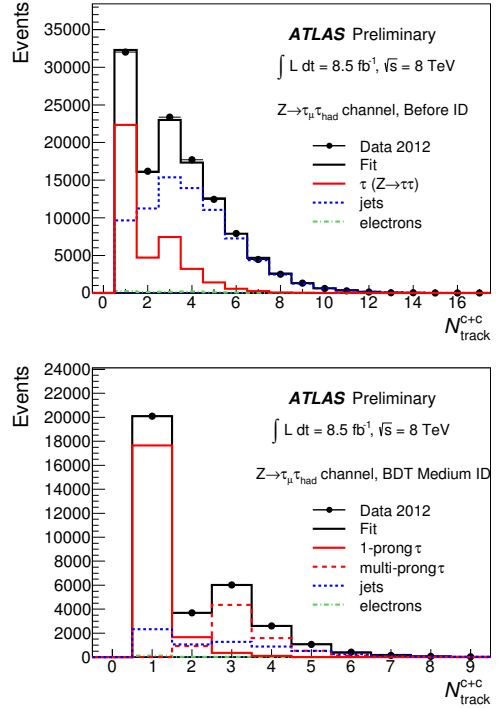 Events
35000
30000
25000
20000
15000
10000
5000
0
ATLAS Preliminary
∫ L dt = 8.5 fb⁻¹, √s = 8 TeV
Z→τμτhad channel, Before ID
Data 2012
Fit
τ (Z→ττ)
jets
electrons
0 2 4 6 8 10 12 14 16
N c+c track
Events
24000
22000
20000
18000
16000
14000
12000
10000
8000
6000
4000
2000
0
ATLAS Preliminary
∫ L dt = 8.5 fb⁻¹, √s = 8 TeV
Z→τμτhad channel, BDT Medium ID
Data 2012
Fit
1-prong τ
multi-prong τ
jets
electrons
0 1 2 3 4 5 6 7 8 9
N c+c track